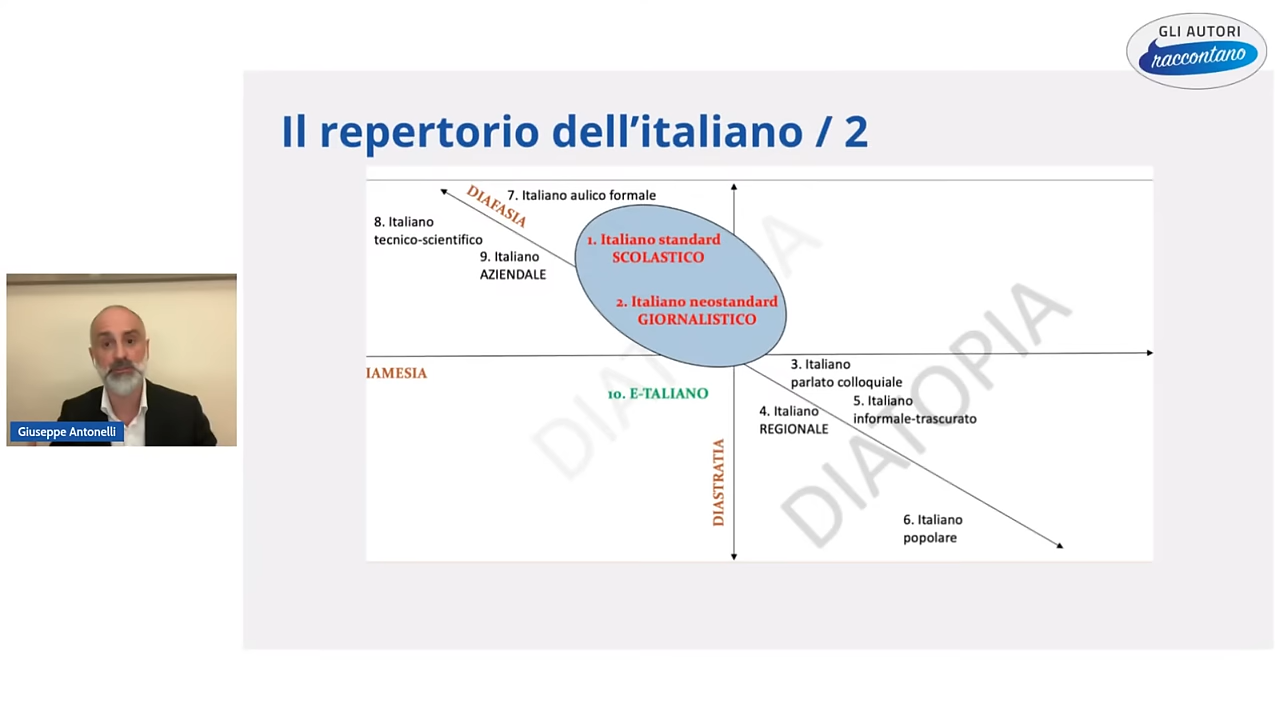 GLI AUTORI
raccontano
Il repertorio dell’italiano / 2
DIAFASIA
7. Italiano aulico formale
8. Italiano
tecnico-scientifico
9. Italiano
AZIENDALE
1. Italiano standard
SCOLASTICO
2. Italiano neostandard
GIORNALISTICO
IAMESIA
10. E-TALIANO
3. Italiano
parlato colloquiale
4. Italiano
REGIONALE
5. Italiano
informale-trascurato
DIASTRATIA
6. Italiano
popolare
DIATOPIA
Giuseppe Antonelli